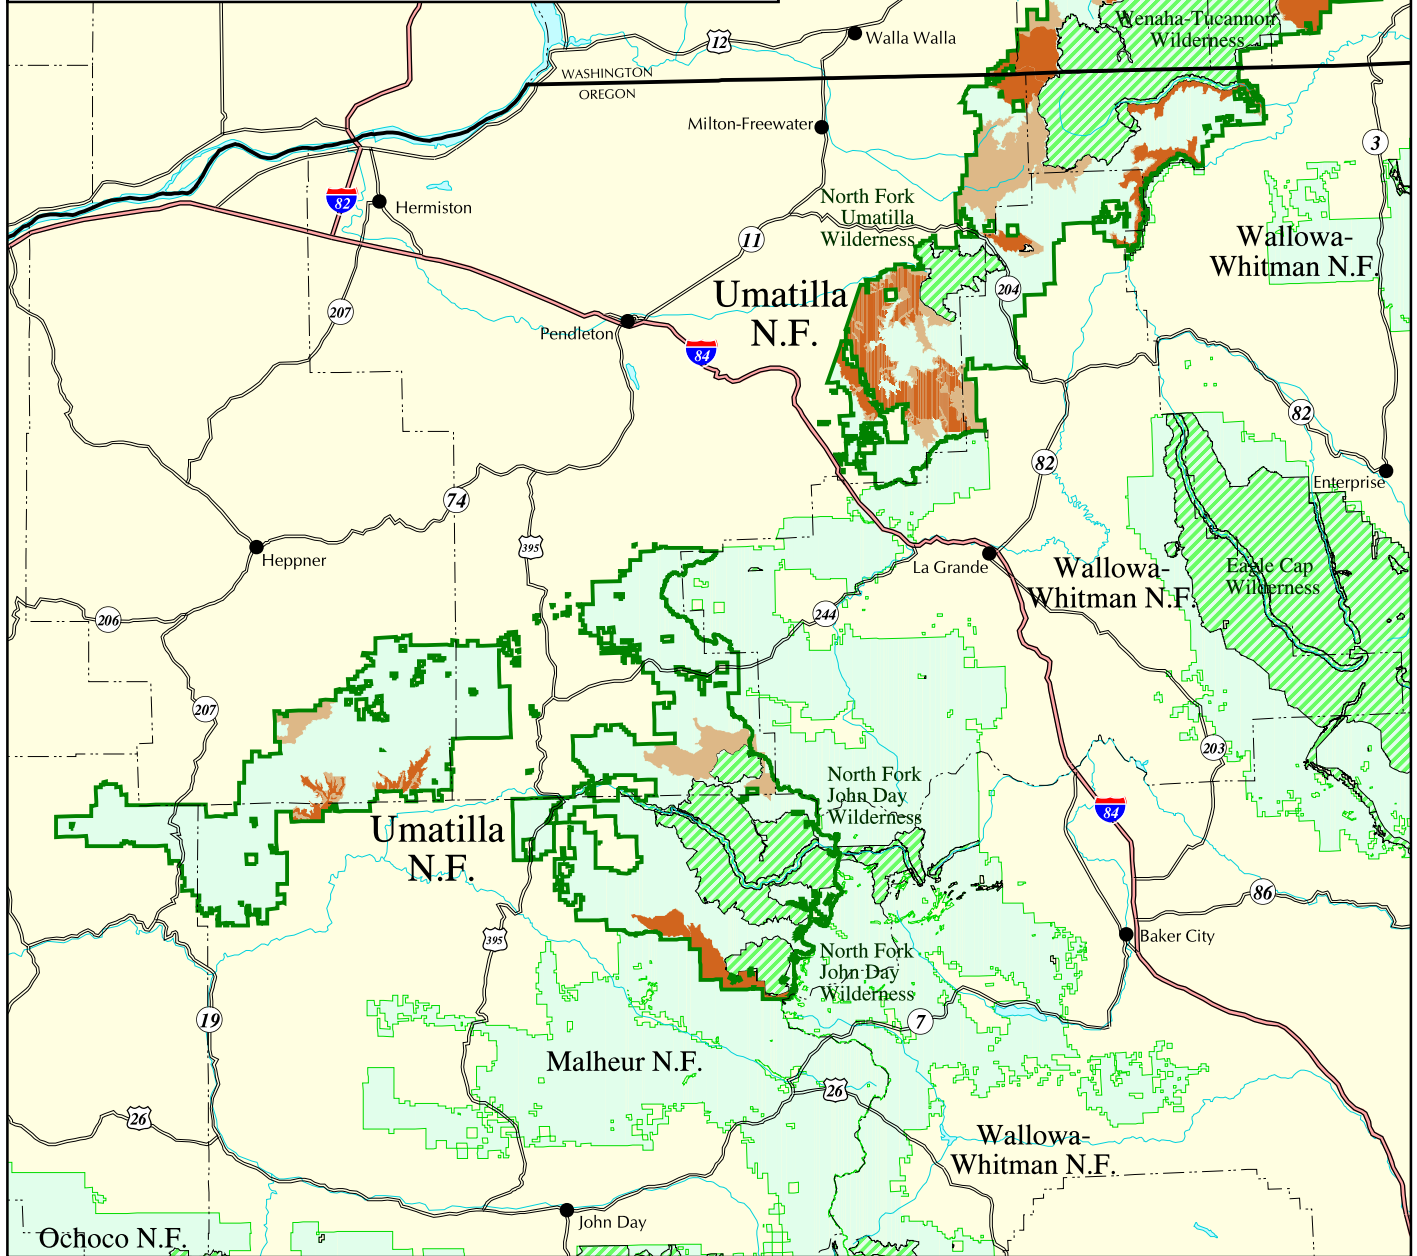 Wenaha-Tucannon
Wilderness
12
Walla Walla
WASHINGTON
OREGON
Milton-Freewater
3
82
Hermiston
North Fork
Umatilla
Wilderness
11
Wallowa-
Whitman N.F.
Umatilla
N.F.
204
207
Pendleton
84
82
82
Enterprise
74
395
Heppner
La Grande
Wallowa-
Whitman N.F.
Eagle Cap
Wilderness
206
244
207
203
North Fork
John Day
Wilderness
84
Umatilla
N.F.
86
395
Baker City
North Fork
John Day
Wilderness
19
7
Malheur N.F.
26
26
Wallowa-
Whitman N.F.
John Day
Ochoco N.F.